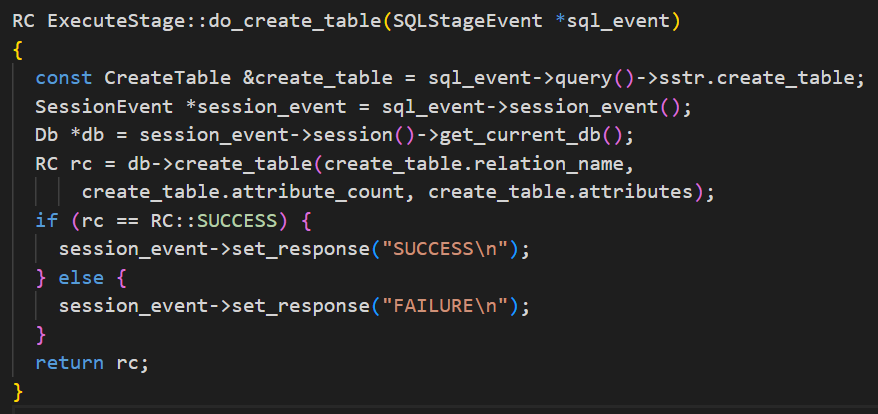 RC ExecuteStage::do_create_table(SQLStageEvent *sql_event)
{
  const CreateTable &create_table = sql_event->query()->sstr.create_table;
  SessionEvent *session_event = sql_event->session_event();
  Db *db = session_event->session()->get_current_db();
  RC rc = db->create_table(create_table.relation_name,
      create_table.attribute_count, create_table.attributes);
  if (rc == RC::SUCCESS) {
    session_event->set_response("SUCCESS\n");
  } else {
    session_event->set_response("FAILURE\n");
  }
  return rc;
}